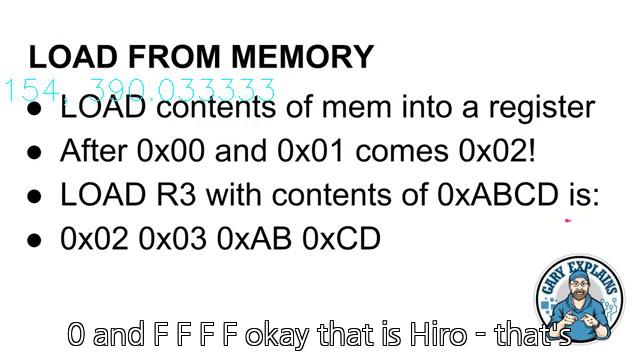 LOAD FROM MEMORY
154, 390.033333
● LOAD contents of mem into a register
● After 0x00 and 0x01 comes 0x02!
● LOAD R3 with contents of 0xABCD is:
● 0x02 0x03 0xAB 0xCD
GARY EXPLAINS
0 and F F F F okay that is Hiro - that's